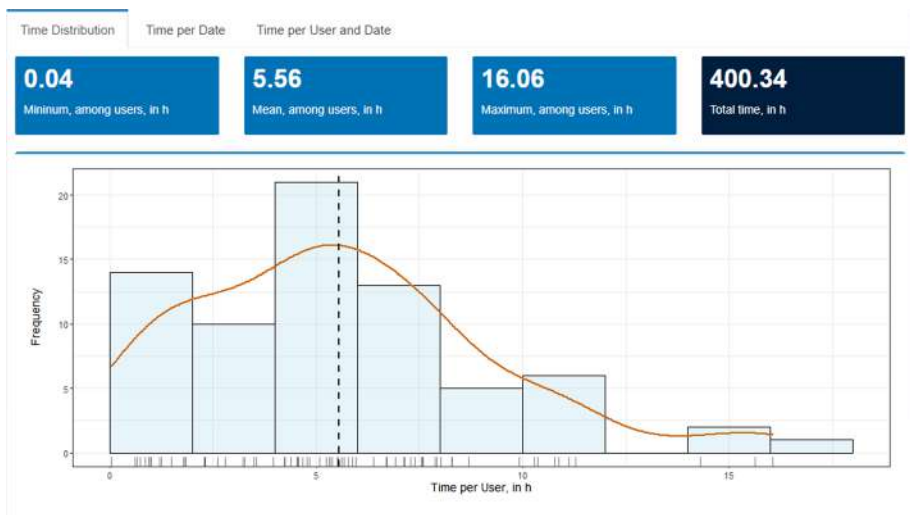 Time Distribution Time per Date Time per User and Date
0.04 5.56 16.06 400.34
Mininum, among users, in h Mean, among users, in h Maximum, among users, in h Total time, in h
20
15
Frequency
10
5
0
0 5 10 15
Time per User, in h